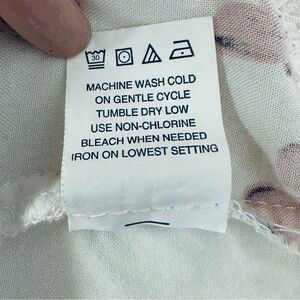 30
MACHINE WASH COLD
ON GENTLE CYCLE
TUMBLE DRY LOW
USE NON-CHLORINE
BLEACH WHEN NEEDED
IRON ON LOWEST SETTING